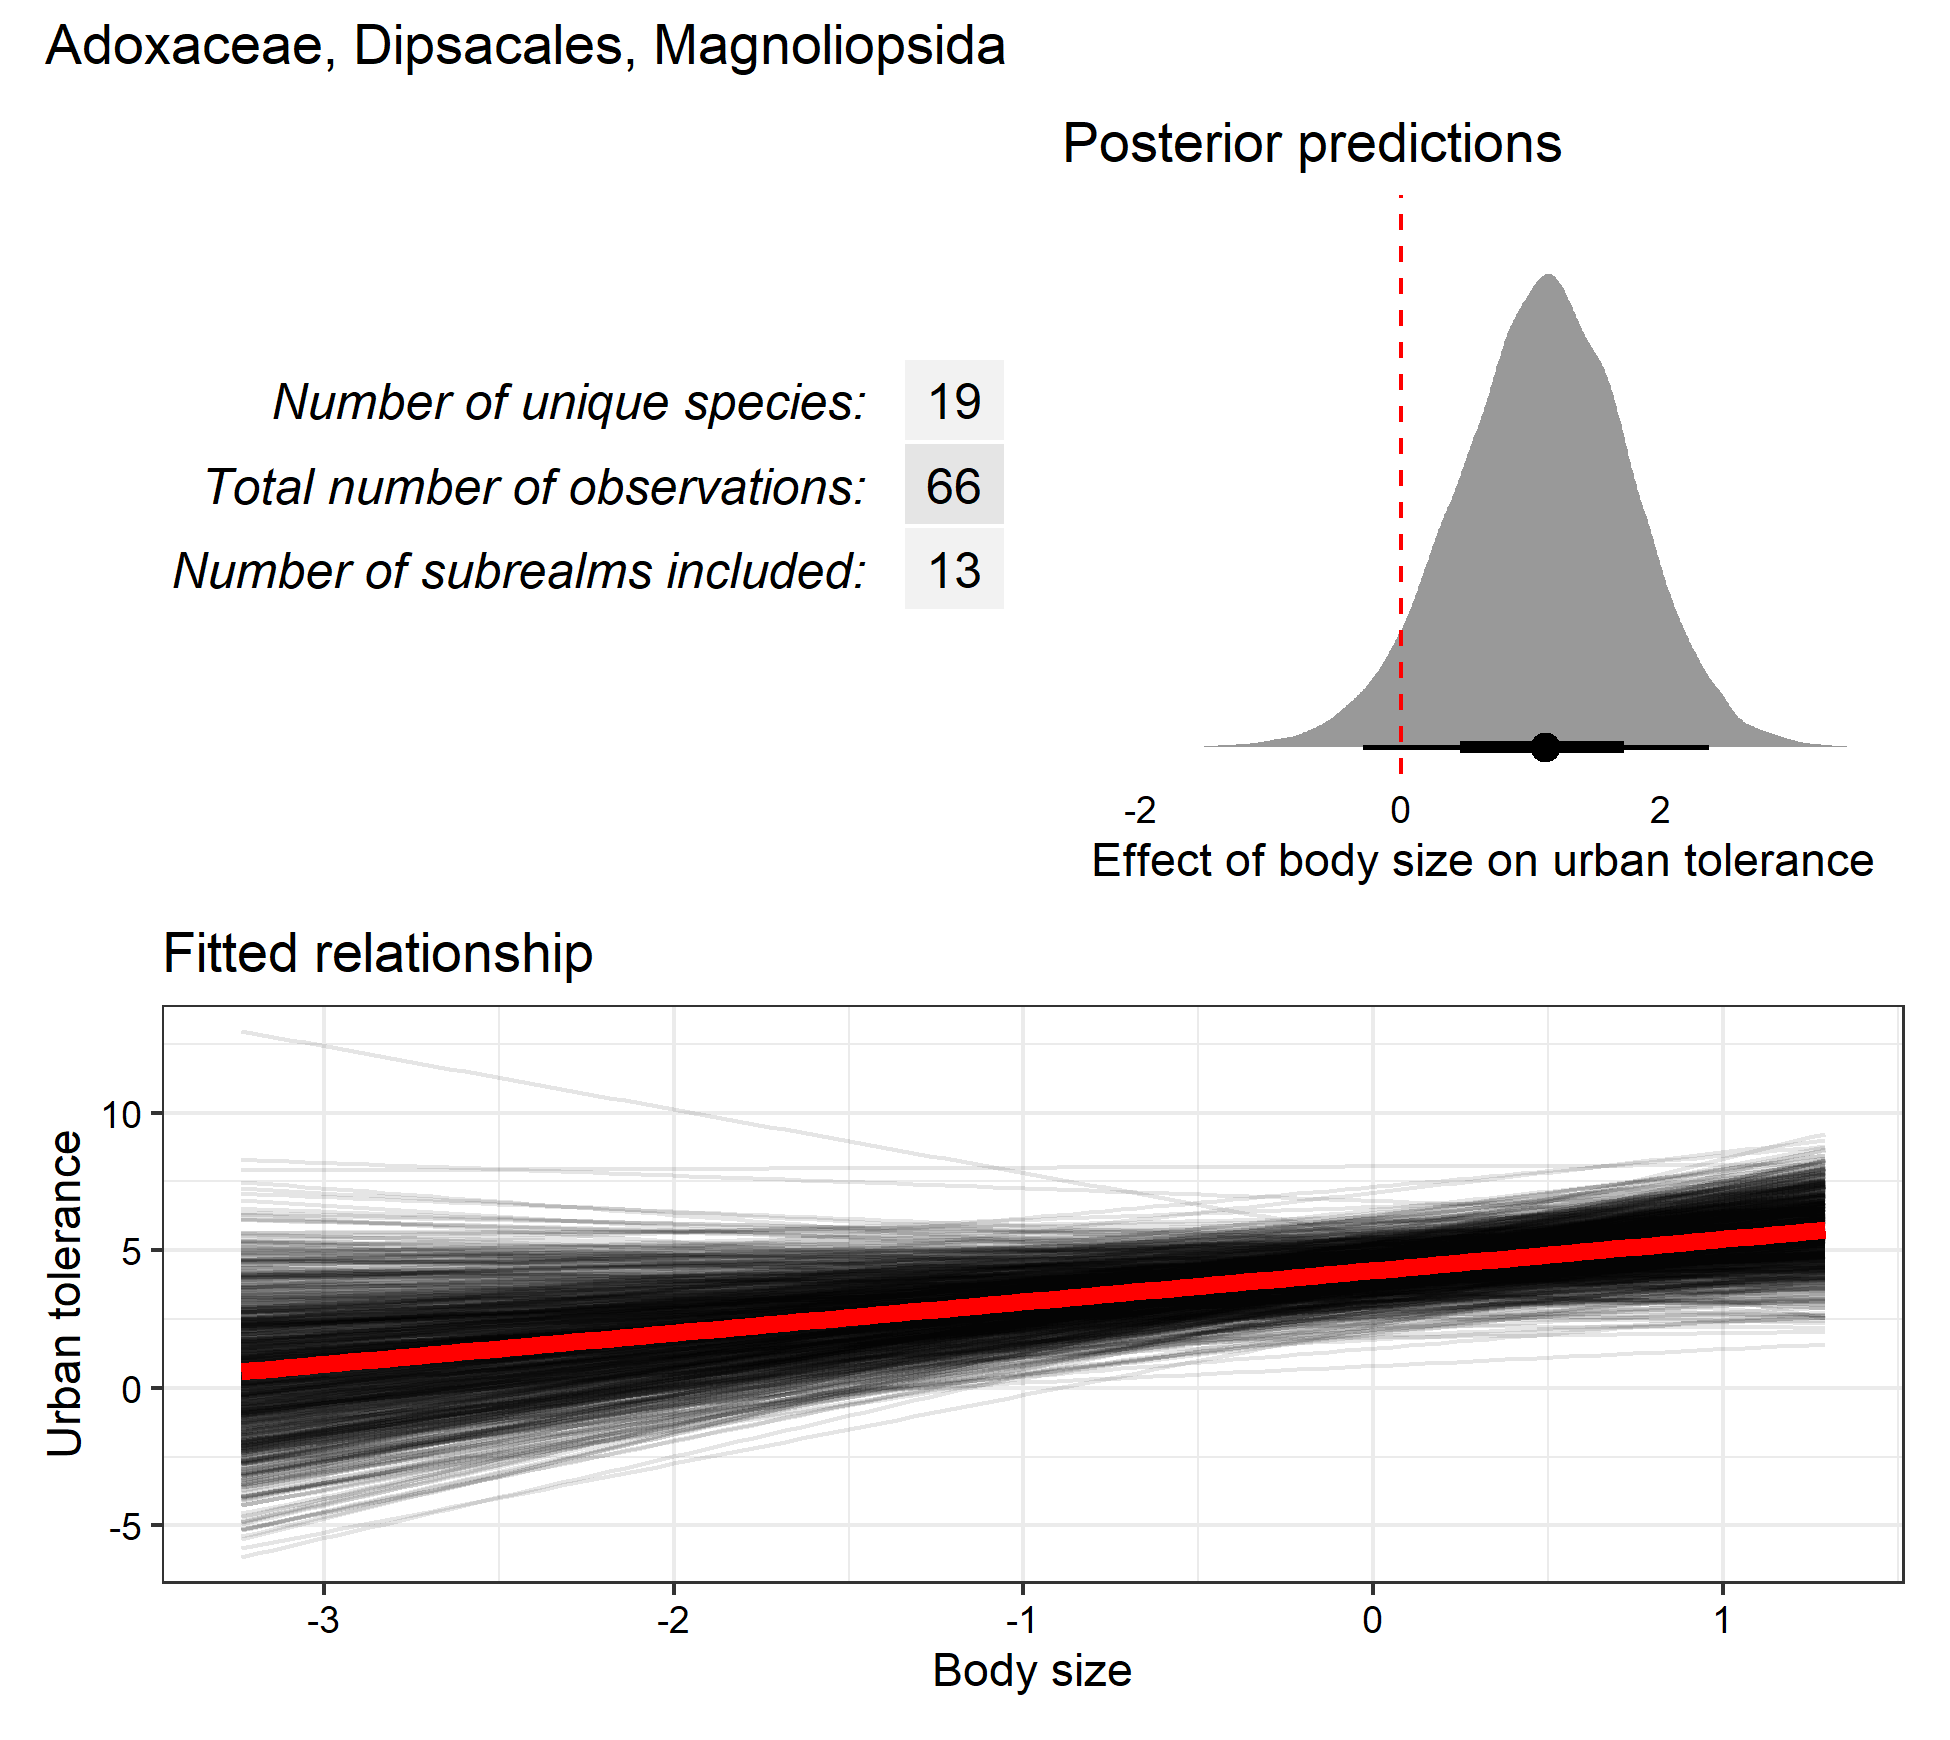 Adoxaceae, Dipsacales, Magnoliopsida
Number of unique species: 19
Total number of observations: 66
Number of subrealms included: 13
Posterior predictions
-2 0 2
Effect of body size on urban tolerance
Fitted relationship
Urban tolerance
10
5
0
-5
-3 -2 -1 0 1
Body size